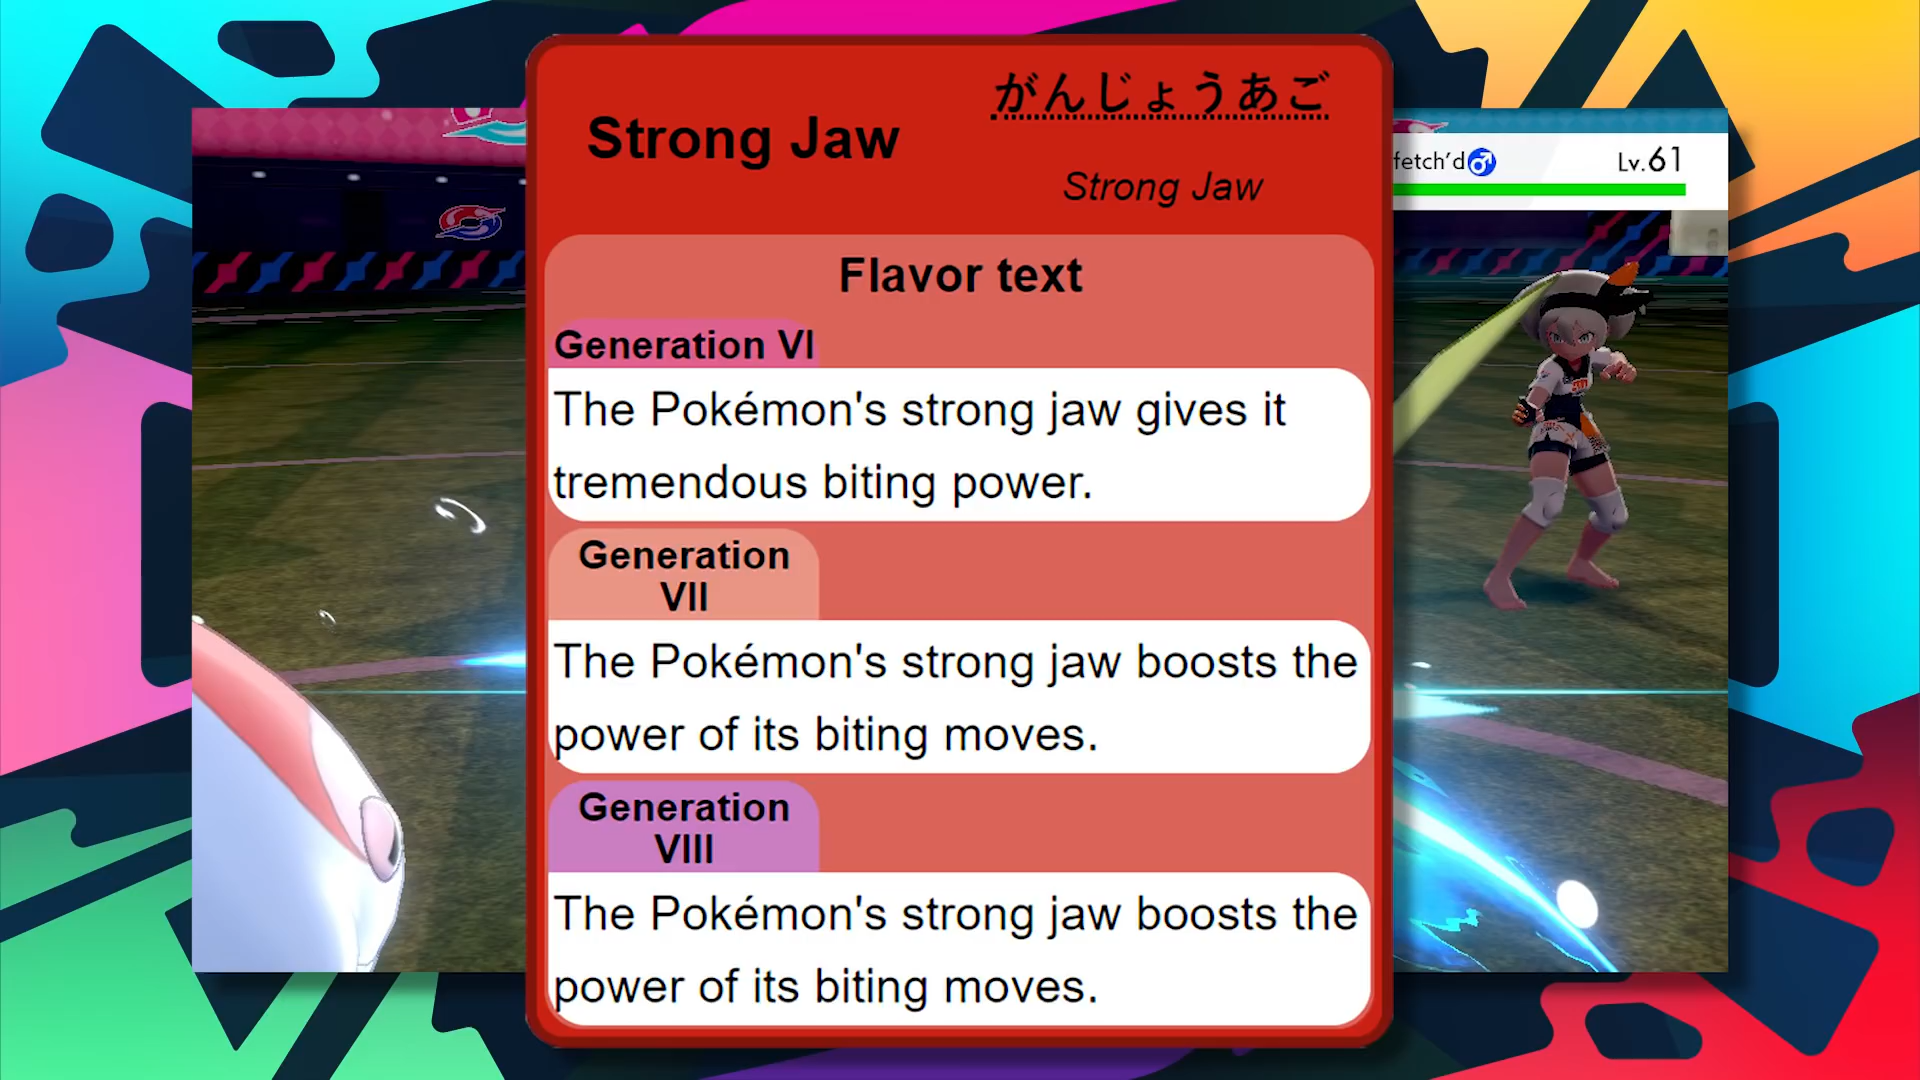 がんじょうあご
Strong Jaw
Strong Jaw
Flavor text
Generation VI
The Pokémon's strong jaw gives it
tremendous biting power.
Generation
VII
The Pokémon's strong jaw boosts the
power of its biting moves.
Generation
VIII
The Pokémon's strong jaw boosts the
power of its biting moves.
fetch'd♂ Lv.61